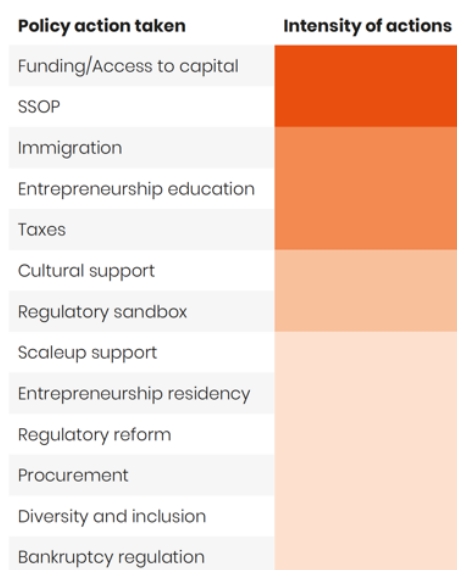 Policy action taken Intensity of actions
Funding/Access to capital
SSOP
Immigration
Entrepreneurship education
Taxes
Cultural support
Regulatory sandbox
Scaleup support
Entrepreneurship residency
Regulatory reform
Procurement
Diversity and inclusion
Bankruptcy regulation